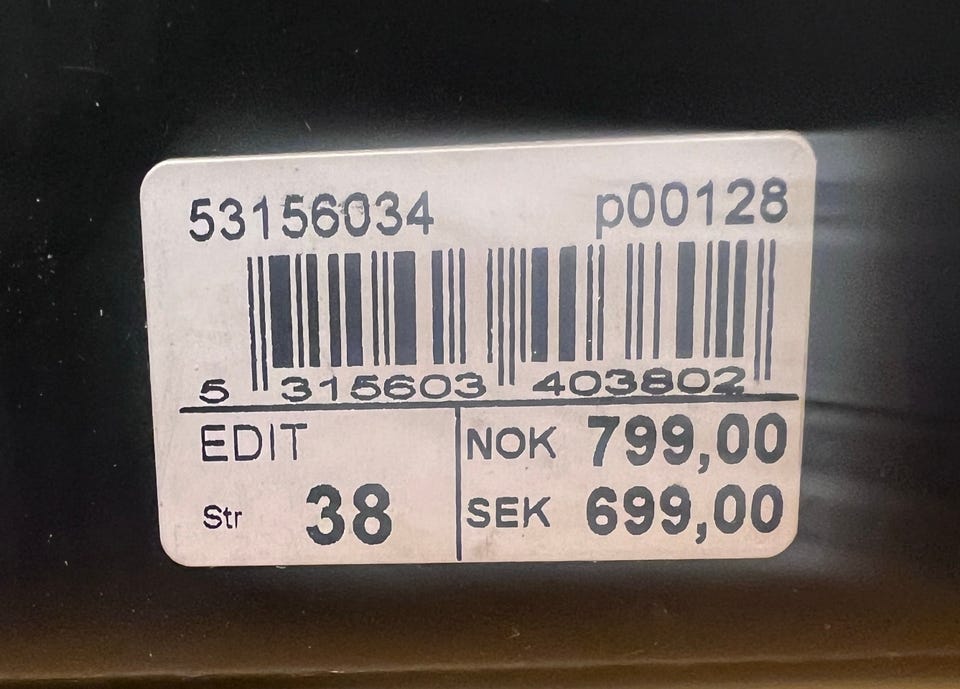 53156034 p00128
5 315603 403802
EDIT NOK 799,00
Str 38 SEK 699,00